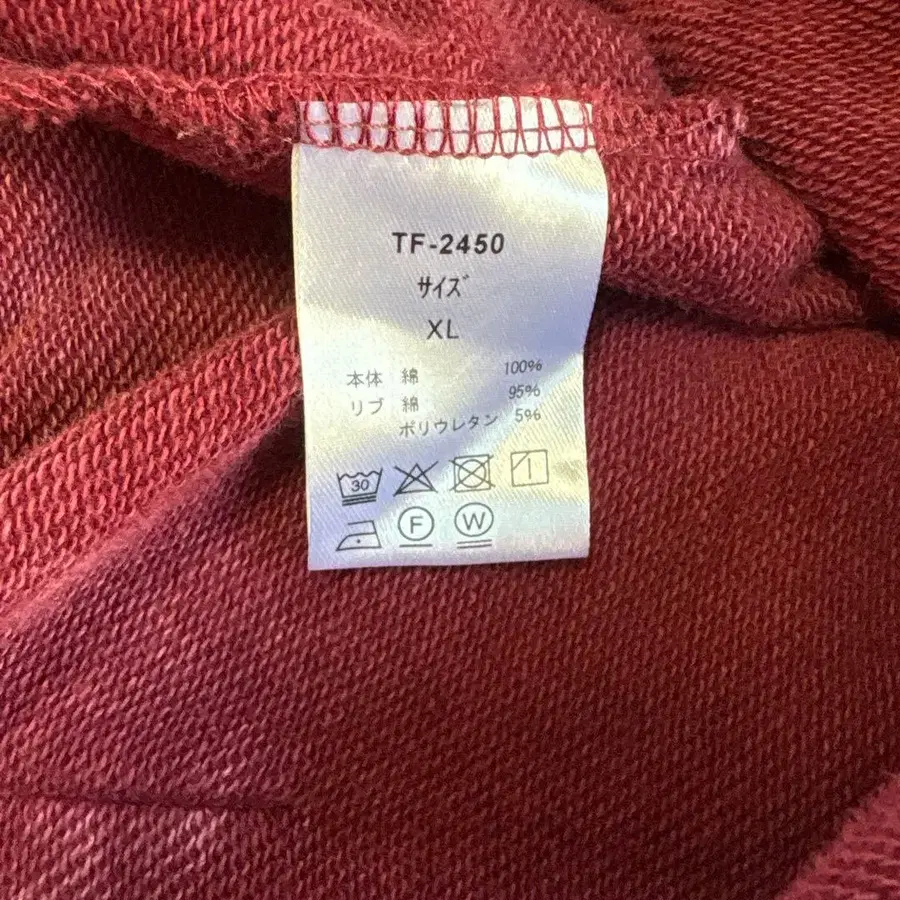 TF-2450
サイズ
XL
本体 綿 100%
リブ 綿 95%
ポリウレタン 5%
30
F W